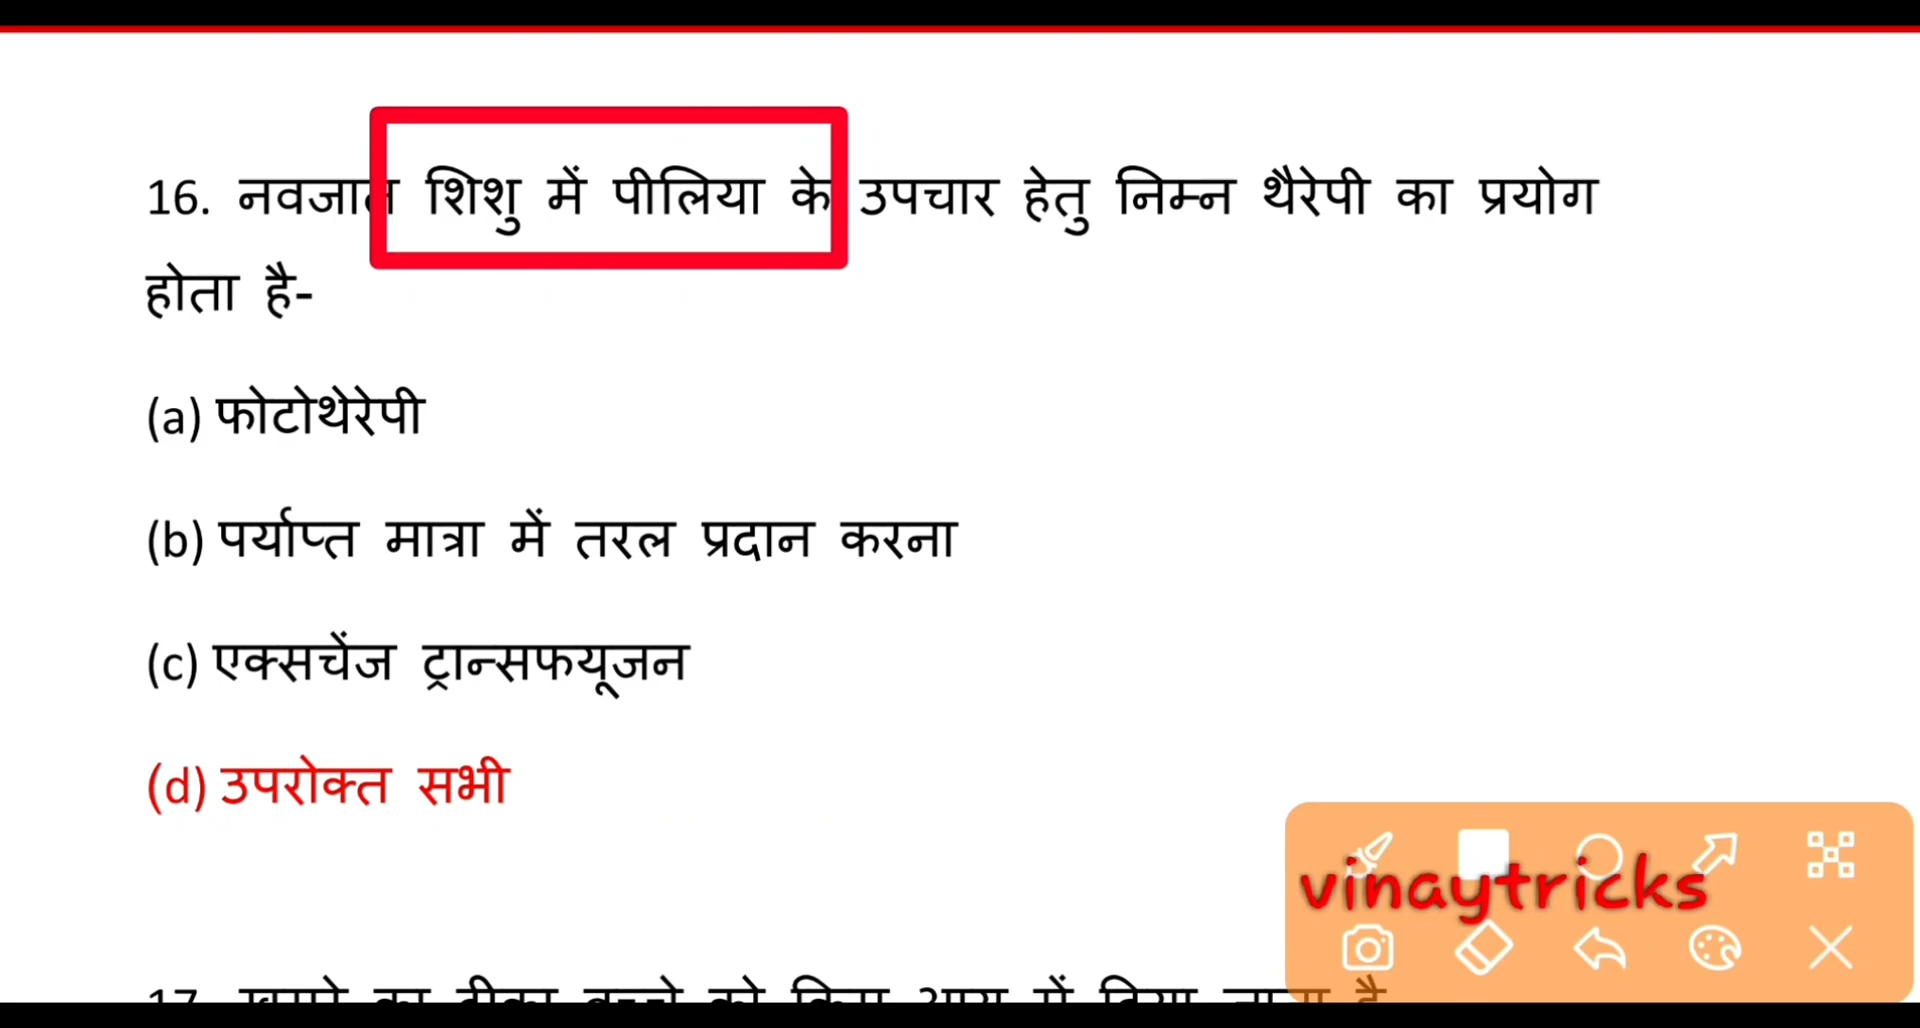 16. नवजात शिशु में पीलिया के उपचार हेतु निम्न थैरेपी का प्रयोग
होता है-
(a) फोटोथेरेपी
(b) पर्याप्त मात्रा में तरल प्रदान करना
(c) एक्सचेंज ट्रान्सफयूजन
(d) उपरोक्त सभी
vinaytricks